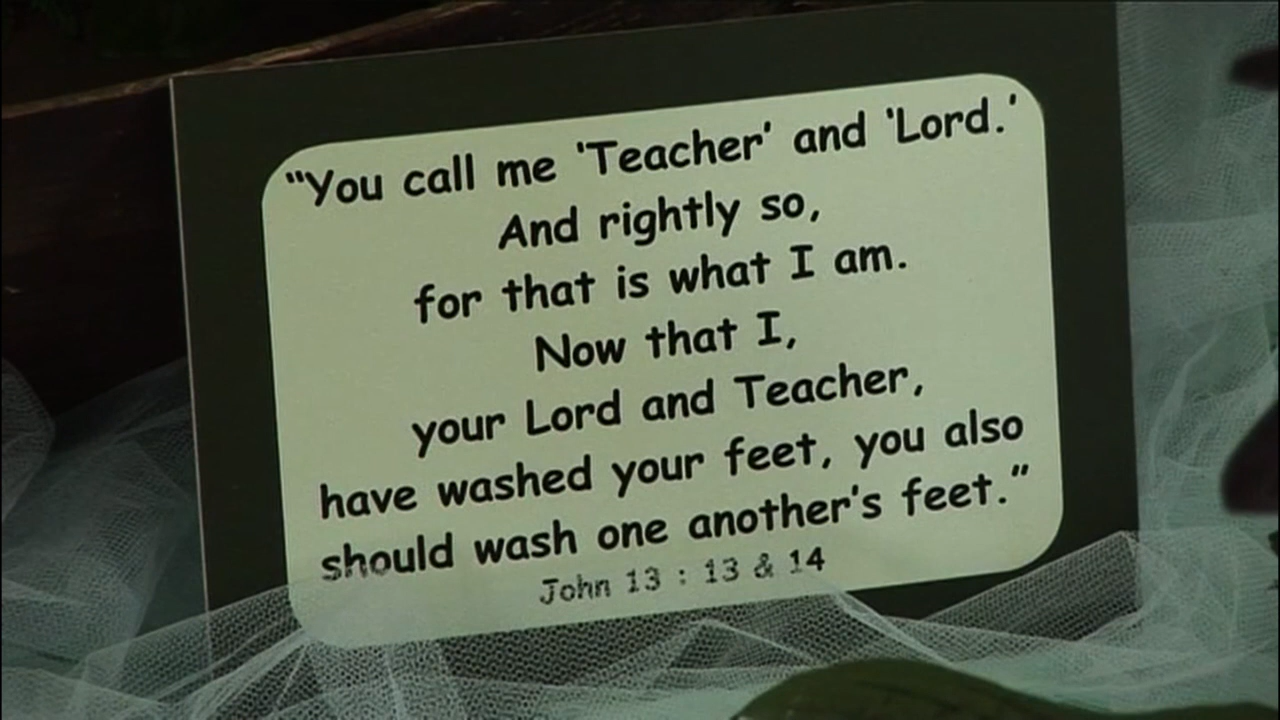 “You call me ‘Teacher’ and ‘Lord.’
And rightly so,
for that is what I am.
Now that I,
your Lord and Teacher,
have washed your feet, you also
should wash one another's feet.”
John 13 : 13 & 14